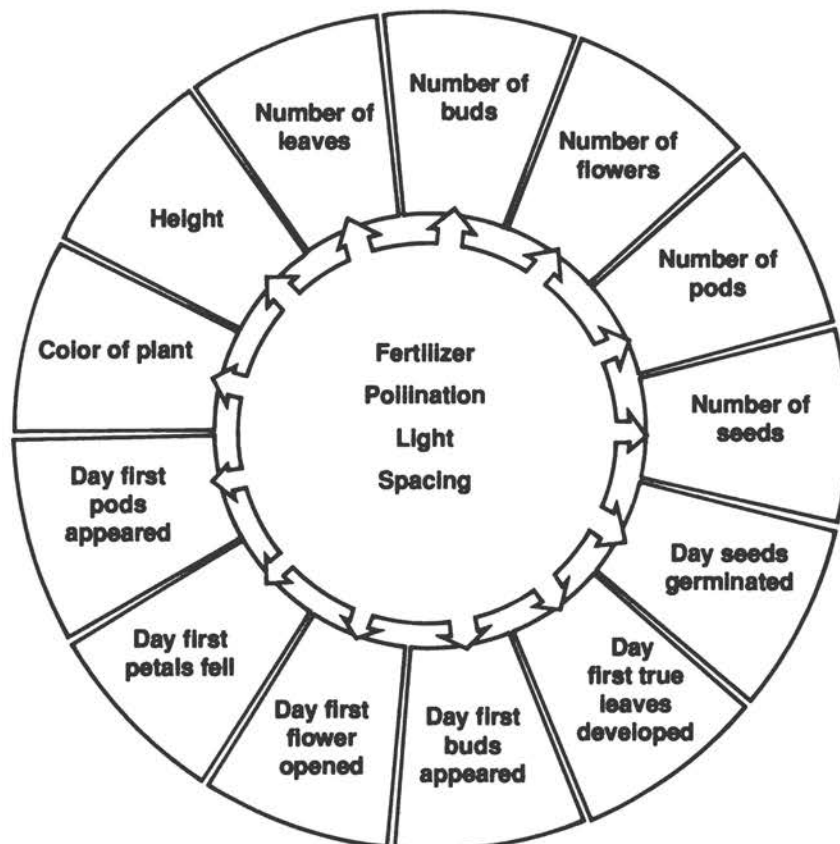 Number of
buds
Number of
flowers
Number of
pods
Number of
seeds
Day seeds
germinated
Day
first true
leaves
developed
Day first
buds
appeared
Day first
flower
opened
Day first
petals fell
Day first
pods
appeared
Color of plant
Height
Number of
leaves
Fertilizer
Pollination
Light
Spacing